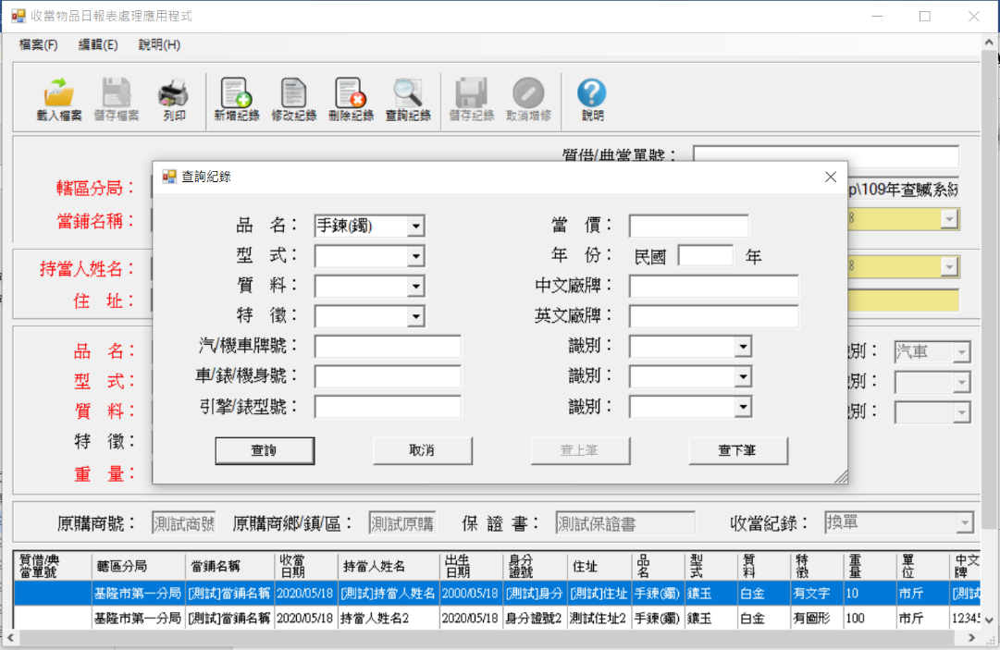 收當物品日報表處理應用程式
檔案(F) 編輯(E) 說明(H)
載入檔案 儲存檔案 列印 新增紀錄 修改紀錄 刪除紀錄 查詢紀錄 儲存紀錄 取消增修 說明
質借/典當單號：
轄區分局：
p\109年查贓系統
當鋪名稱：
8
持當人姓名：
8
住 址：
查詢紀錄
品 名： 手鍊(鐲) 當 價：
型 式： 年 份： 民國 年
質 料： 中文廠牌：
特 徵： 英文廠牌：
汽/機車牌號： 識別：
車/錶/機身號： 識別：
引擎/錶型號： 識別：
查詢 取消 查上筆 查下筆
品 名： 別： 汽車
型 式： 別：
質 料： 別：
特 徵：
重 量：
原購商號： 測試商號 原購商鄉/鎮/區： 測試原購 保 證 書： 測試保證書 收當紀錄： 換單
質借/典當單號 轄區分局 當鋪名稱 收當日期 持當人姓名 出生日期 身分證號 住址 品名 型式 質料 特徵 重量 單位 中文牌
基隆市第一分局 [測試]當鋪名稱 2020/05/18 [測試]持當人姓名 2000/05/18 [測試]身分 [測試]住址 手鍊(鐲) 鑲玉 白金 有文字 10 市斤 [測試
基隆市第一分局 [測試]當鋪名稱 2020/05/18 持當人姓名2 2020/05/18 身分證號2 測試住址2 手鍊(鐲) 鑲玉 白金 有圖形 100 市斤 12345